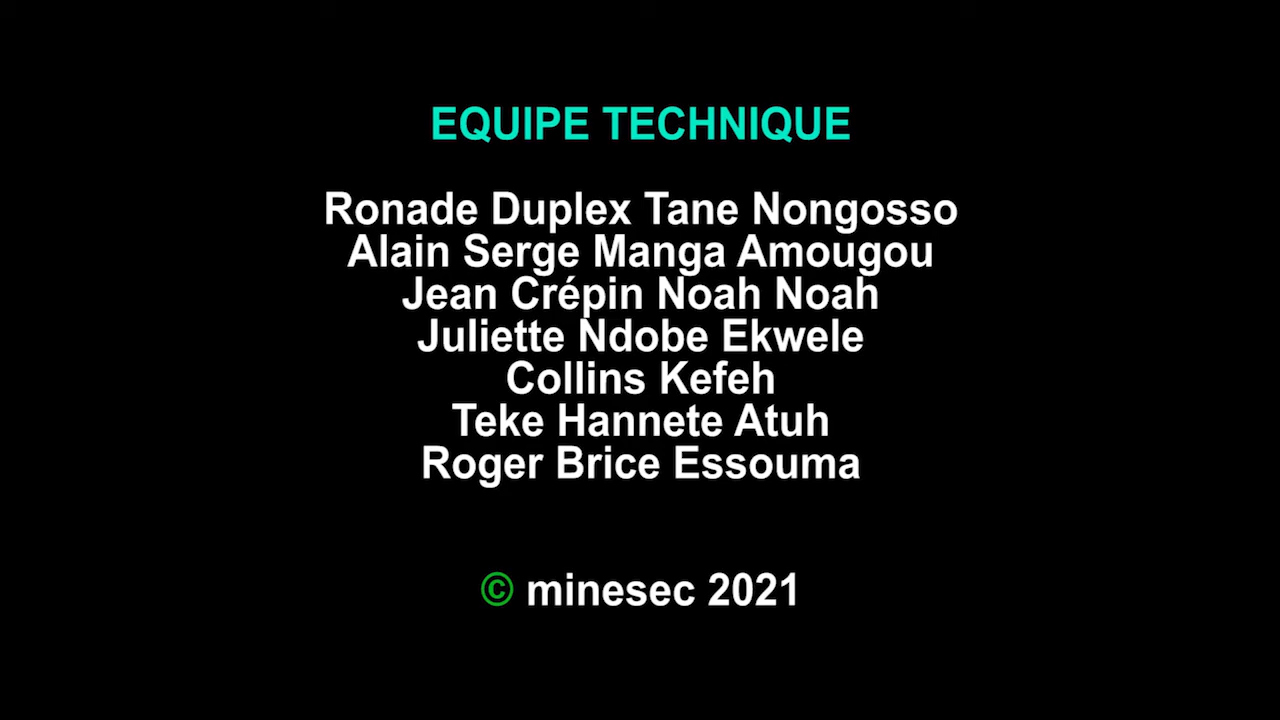 EQUIPE TECHNIQUE
Ronade Duplex Tane Nongosso
Alain Serge Manga Amougou
Jean Crépin Noah Noah
Juliette Ndobe Ekwele
Collins Kefeh
Teke Hannete Atuh
Roger Brice Essouma
© minesec 2021